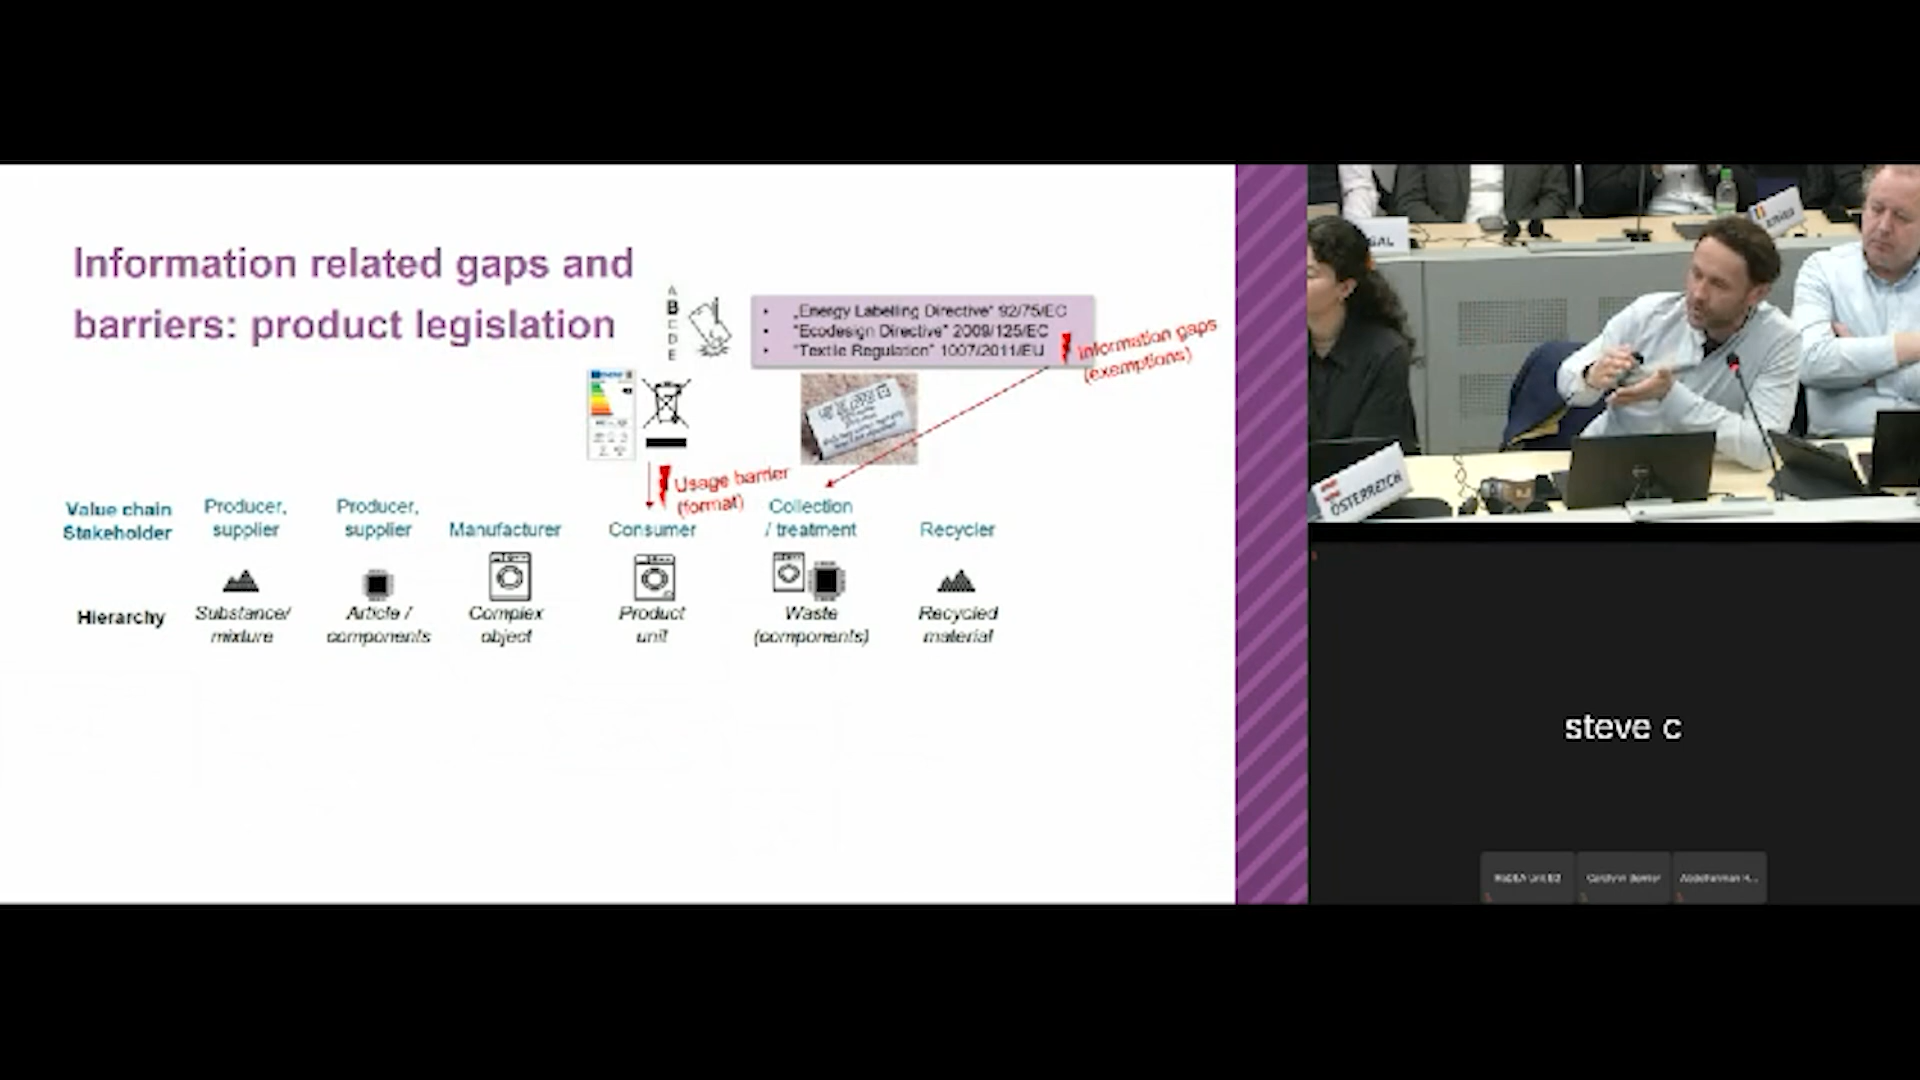 Information related gaps and
barriers: product legislation
A
B
C
D
E
• „Energy Labelling Directive" 92/75/EC
• "Ecodesign Directive" 2009/125/EC
• "Textile Regulation" 1007/2011/EU
Information gaps
(exemptions)
Usage barrier
(format)
Value chain
Stakeholder
Producer,
supplier
Producer,
supplier
Manufacturer
Consumer
Collection
/ treatment
Recycler
Hierarchy
Substance/
mixture
Article /
components
Complex
object
Product
unit
Waste
(components)
Recycled
material
ÖSTERREICH
steve c